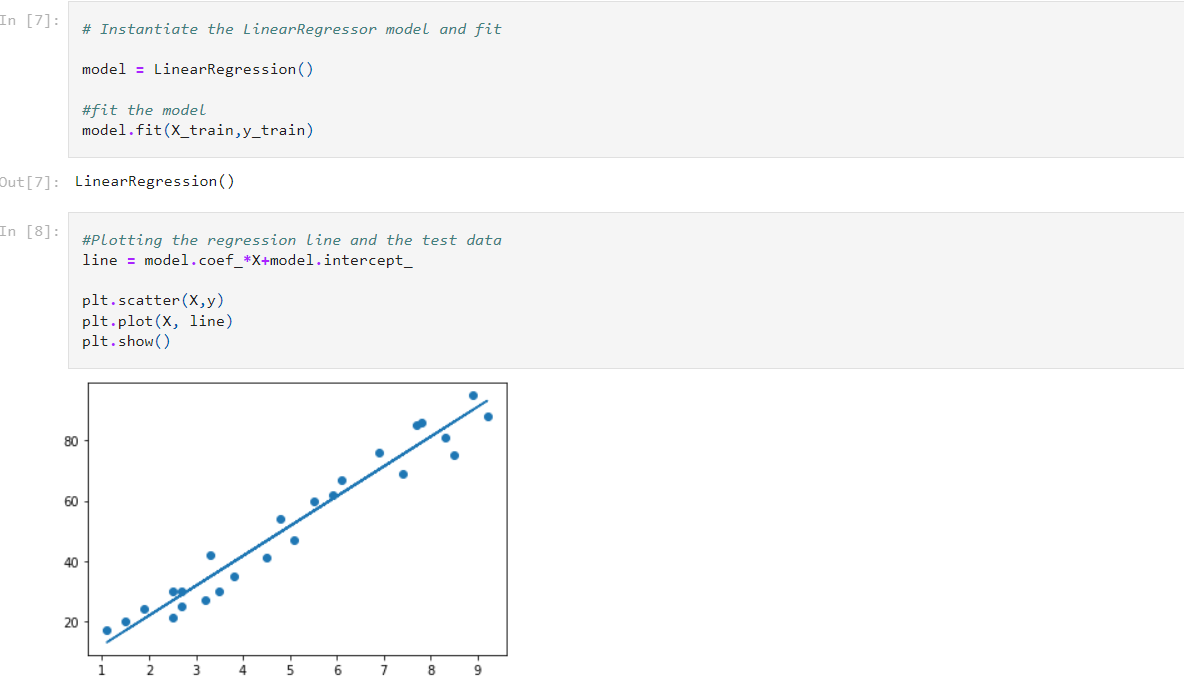 In [7]:
# Instantiate the LinearRegressor model and fit
model = LinearRegression()
#fit the model
model.fit(X_train,y_train)
Out[7]: LinearRegression()
In [8]:
#Plotting the regression line and the test data
line = model.coef_*X+model.intercept_
plt.scatter(X,y)
plt.plot(X, line)
plt.show()
80
60
40
20
1 2 3 4 5 6 7 8 9